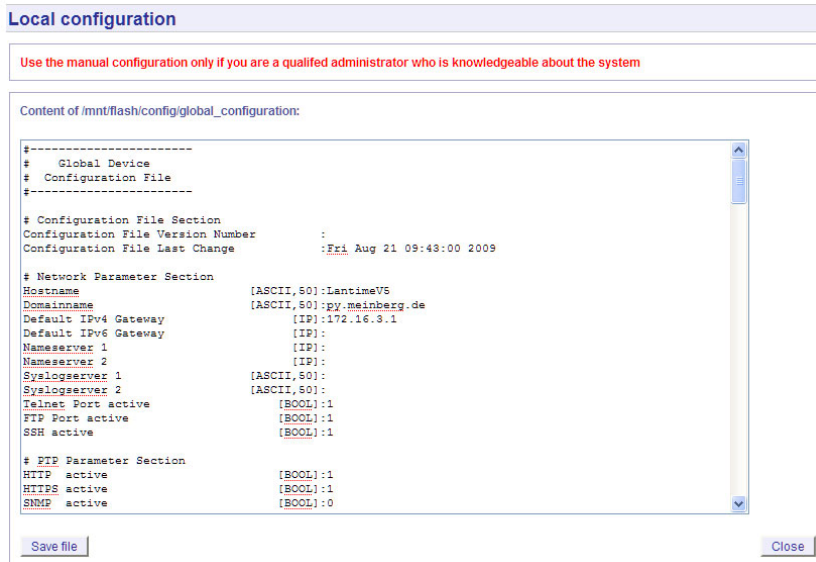 Local configuration
Use the manual configuration only if you are a qualifed administrator who is knowledgeable about the system
Content of /mnt/flash/config/global_configuration:
#-----------------------
#    Global Device
#  Configuration File
#-----------------------
# Configuration File Section
Configuration File Version Number         :
Configuration File Last Change            :Fri Aug 21 09:43:00 2009
# Network Parameter Section
Hostname                        [ASCII,50]:LantimeV5
Domainname                      [ASCII,50]:py.meinberg.de
Default IPv4 Gateway                  [IP]:172.16.3.1
Default IPv6 Gateway                  [IP]:
Nameserver 1                          [IP]:
Nameserver 2                          [IP]:
Syslogserver 1                  [ASCII,50]:
Syslogserver 2                  [ASCII,50]:
Telnet Port active                  [BOOL]:1
FTP Port active                     [BOOL]:1
SSH active                          [BOOL]:1
# PTP Parameter Section
HTTP  active                        [BOOL]:1
HTTPS active                        [BOOL]:1
SNMP  active                        [BOOL]:0
Save file
Close